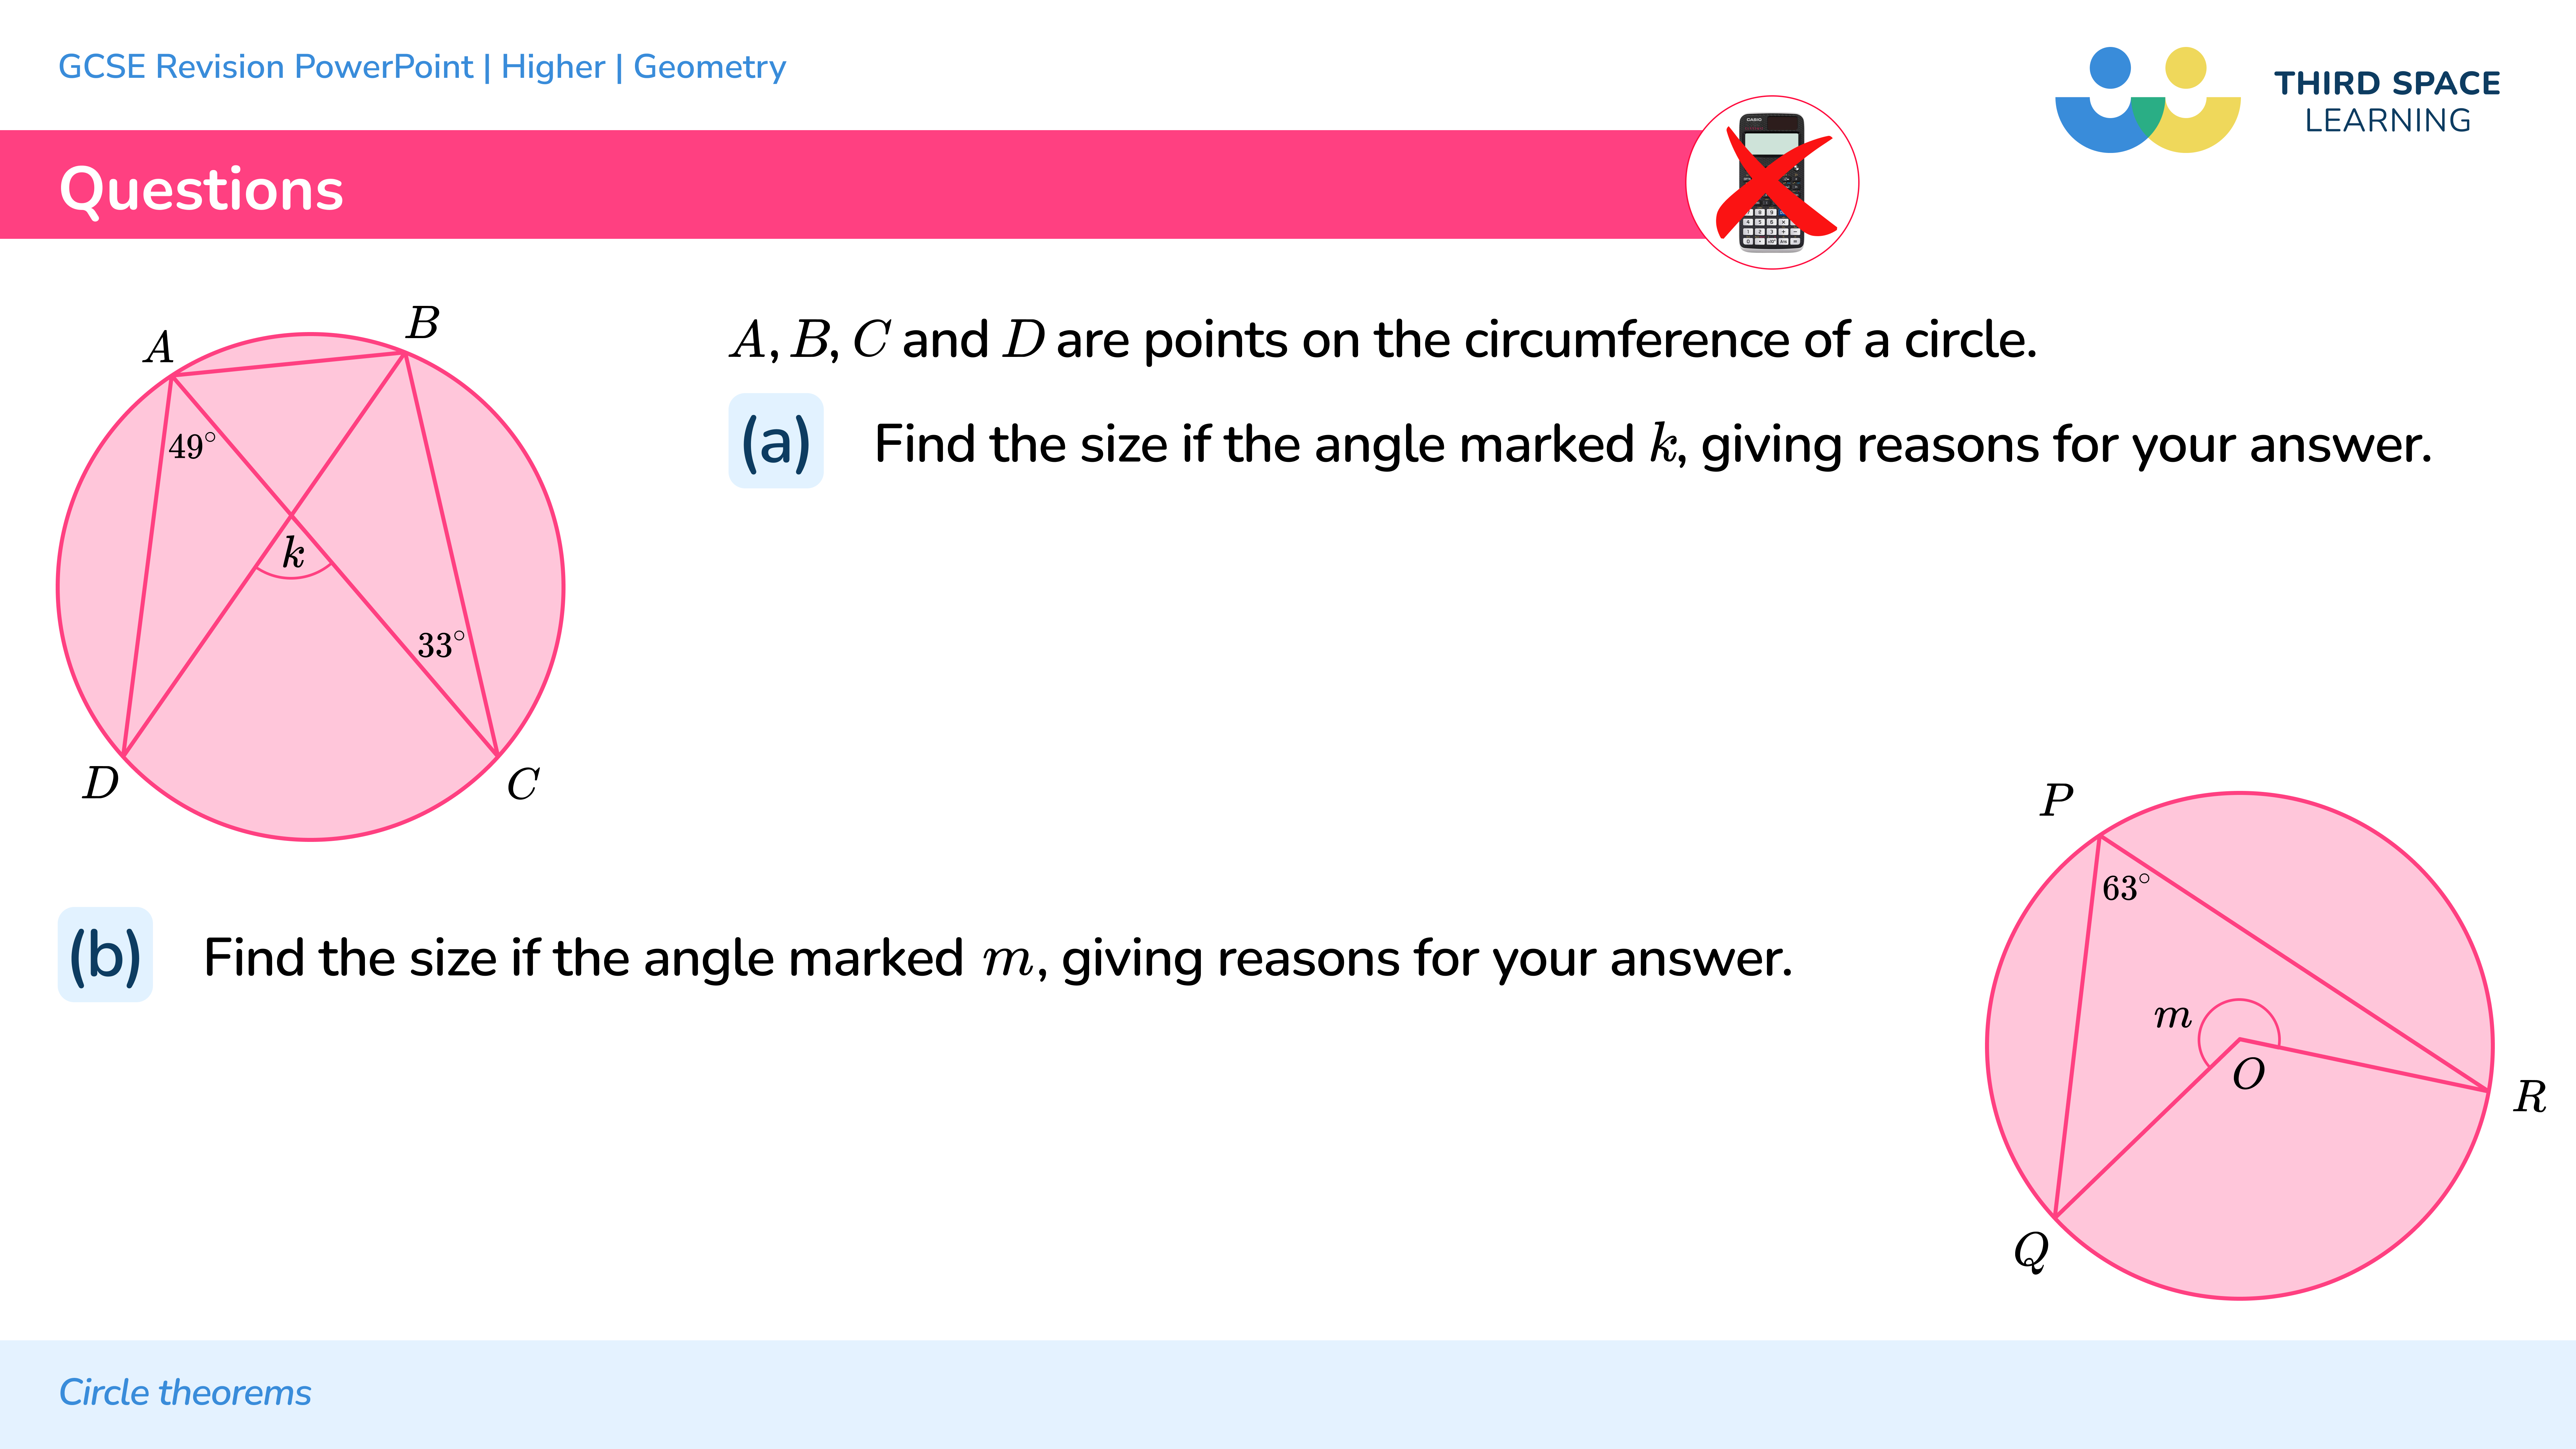 GCSE Revision PowerPoint | Higher | Geometry
THIRD SPACE
LEARNING
Questions
A, B, C and D are points on the circumference of a circle.
(a) Find the size if the angle marked k, giving reasons for your answer.
A
B
49°
k
33°
D
C
(b) Find the size if the angle marked m, giving reasons for your answer.
P
63°
m
O
R
Q
Circle theorems